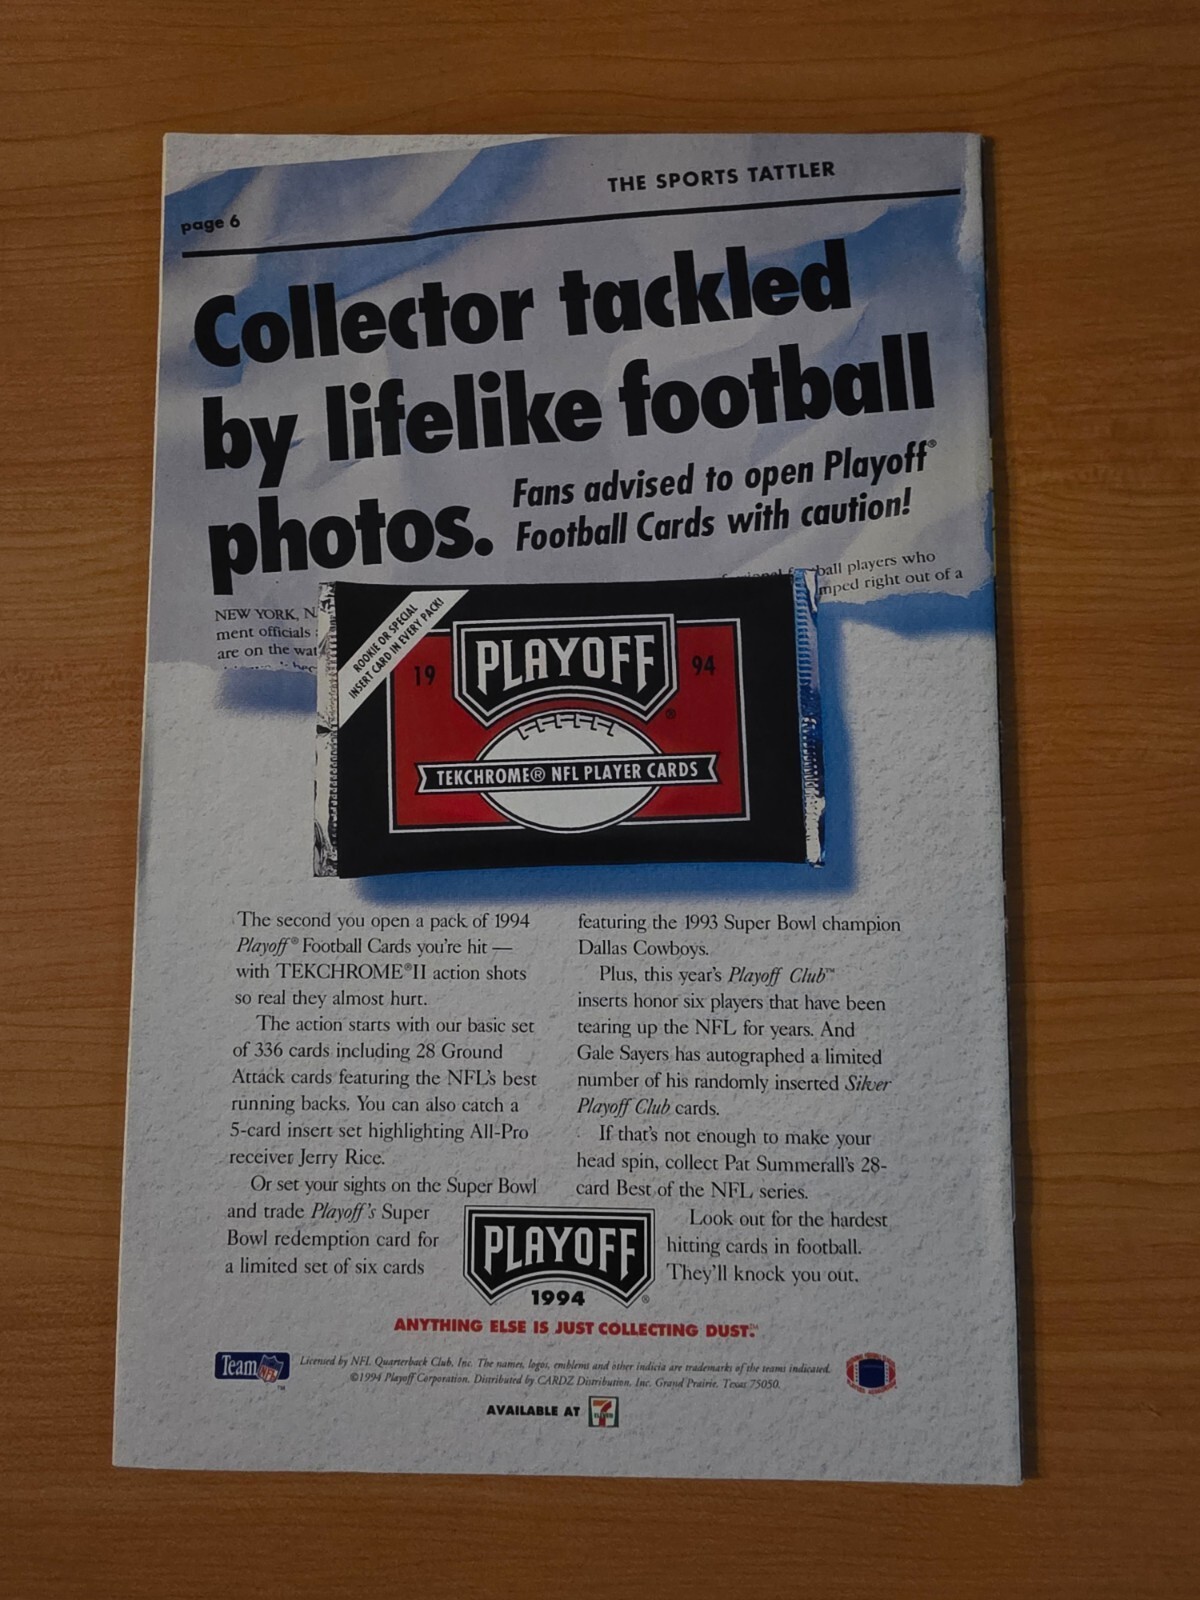 THE SPORTS TATTLER
page 6
Collector tackled
by lifelike football
photos.
Fans advised to open Playoff®
Football Cards with caution!
ball players who
mped right out of a
NEW YORK, N
ment officials
are on the wat
ROOKIE OR SPECIAL
INSERT CARD IN EVERY PACK!
19 PLAYOFF® 94
TEKCHROME® NFL PLAYER CARDS
The second you open a pack of 1994
Playoff® Football Cards you're hit —
with TEKCHROME®II action shots
so real they almost hurt.
The action starts with our basic set
of 336 cards including 28 Ground
Attack cards featuring the NFL's best
running backs. You can also catch a
5-card insert set highlighting All-Pro
receiver Jerry Rice.
Or set your sights on the Super Bowl
and trade Playoff's Super
Bowl redemption card for
a limited set of six cards
featuring the 1993 Super Bowl champion
Dallas Cowboys.
Plus, this year's Playoff Club™
inserts honor six players that have been
tearing up the NFL for years. And
Gale Sayers has autographed a limited
number of his randomly inserted Silver
Playoff Club cards.
If that's not enough to make your
head spin, collect Pat Summerall's 28-
card Best of the NFL series.
Look out for the hardest
hitting cards in football.
They'll knock you out.
PLAYOFF
1994 ®
ANYTHING ELSE IS JUST COLLECTING DUST.™
Team NFL ™
Licensed by NFL Quarterback Club, Inc. The names, logos, emblems and other indicia are trademarks of the teams indicated.
©1994 Playoff Corporation. Distributed by CARDZ Distribution, Inc. Grand Prairie, Texas 75050.
AVAILABLE AT 7 ELEVEN